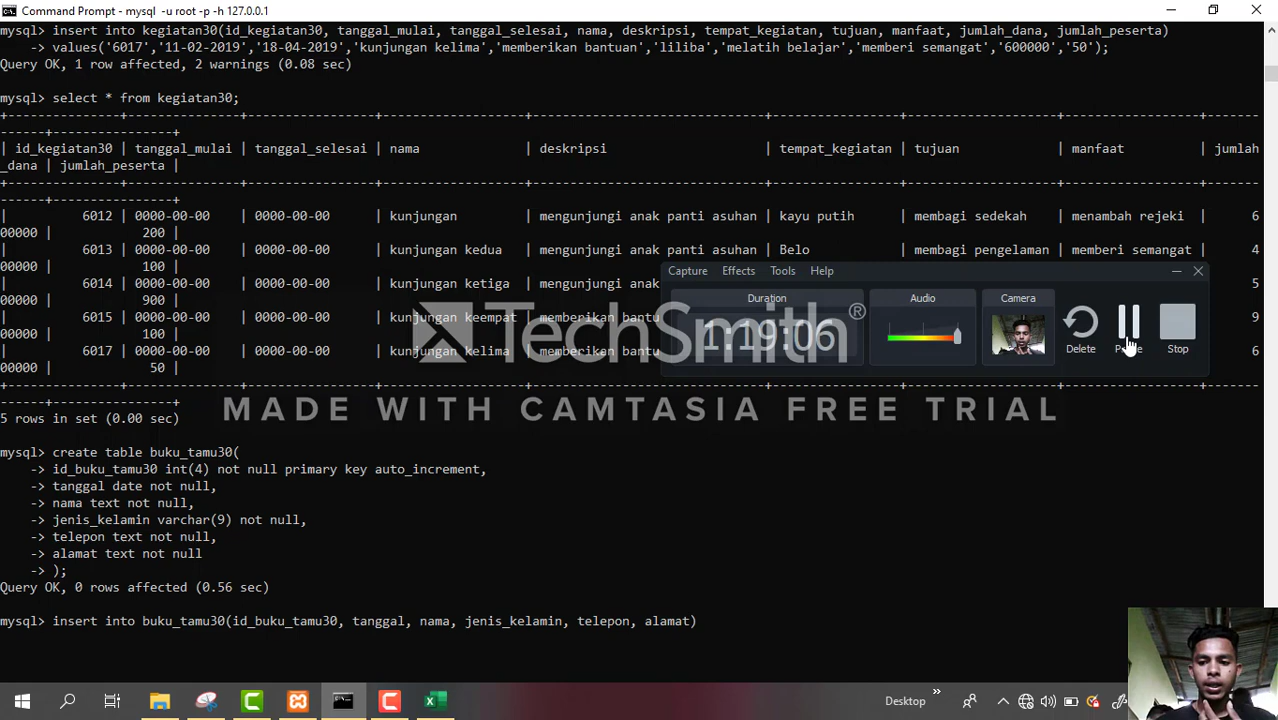 Command Prompt - mysql -u root -p -h 127.0.0.1
mysql> insert into kegiatan30(id_kegiatan30, tanggal_mulai, tanggal_selesai, nama, deskripsi, tempat_kegiatan, tujuan, manfaat, jumlah_dana, jumlah_peserta)
-> values('6017','11-02-2019','18-04-2019','kunjungan kelima','memberikan bantuan','liliba','melatih belajar','memberi semangat','600000','50');
Query OK, 1 row affected, 2 warnings (0.08 sec)
mysql> select * from kegiatan30;
| id_kegiatan30 | tanggal_mulai | tanggal_selesai | nama | deskripsi | tempat_kegiatan | tujuan | manfaat | jumlah
_dana | jumlah_peserta |
| 6012 | 0000-00-00 | 0000-00-00 | kunjungan | mengunjungi anak panti asuhan | kayu putih | membagi sedekah | menambah rejeki | 6
00000 | 200 |
| 6013 | 0000-00-00 | 0000-00-00 | kunjungan kedua | mengunjungi anak panti asuhan | Belo | membagi pengelaman | memberi semangat | 4
00000 | 100 |
| 6014 | 0000-00-00 | 0000-00-00 | kunjungan ketiga | mengunjungi anak | 5
00000 | 900 |
| 6015 | 0000-00-00 | 0000-00-00 | kunjungan keempat | memberikan bantu | 9
00000 | 100 |
| 6017 | 0000-00-00 | 0000-00-00 | kunjungan kelima | memberikan bantu | 6
00000 | 50 |
5 rows in set (0.00 sec)
Capture Effects Tools Help
Duration Audio Camera
1:19:06
Delete Stop
TechSmith®
MADE WITH CAMTASIA FREE TRIAL
mysql> create table buku_tamu30(
-> id_buku_tamu30 int(4) not null primary key auto_increment,
-> tanggal date not null,
-> nama text not null,
-> jenis_kelamin varchar(9) not null,
-> telepon text not null,
-> alamat text not null
-> );
Query OK, 0 rows affected (0.56 sec)
mysql> insert into buku_tamu30(id_buku_tamu30, tanggal, nama, jenis_kelamin, telepon, alamat)
Desktop